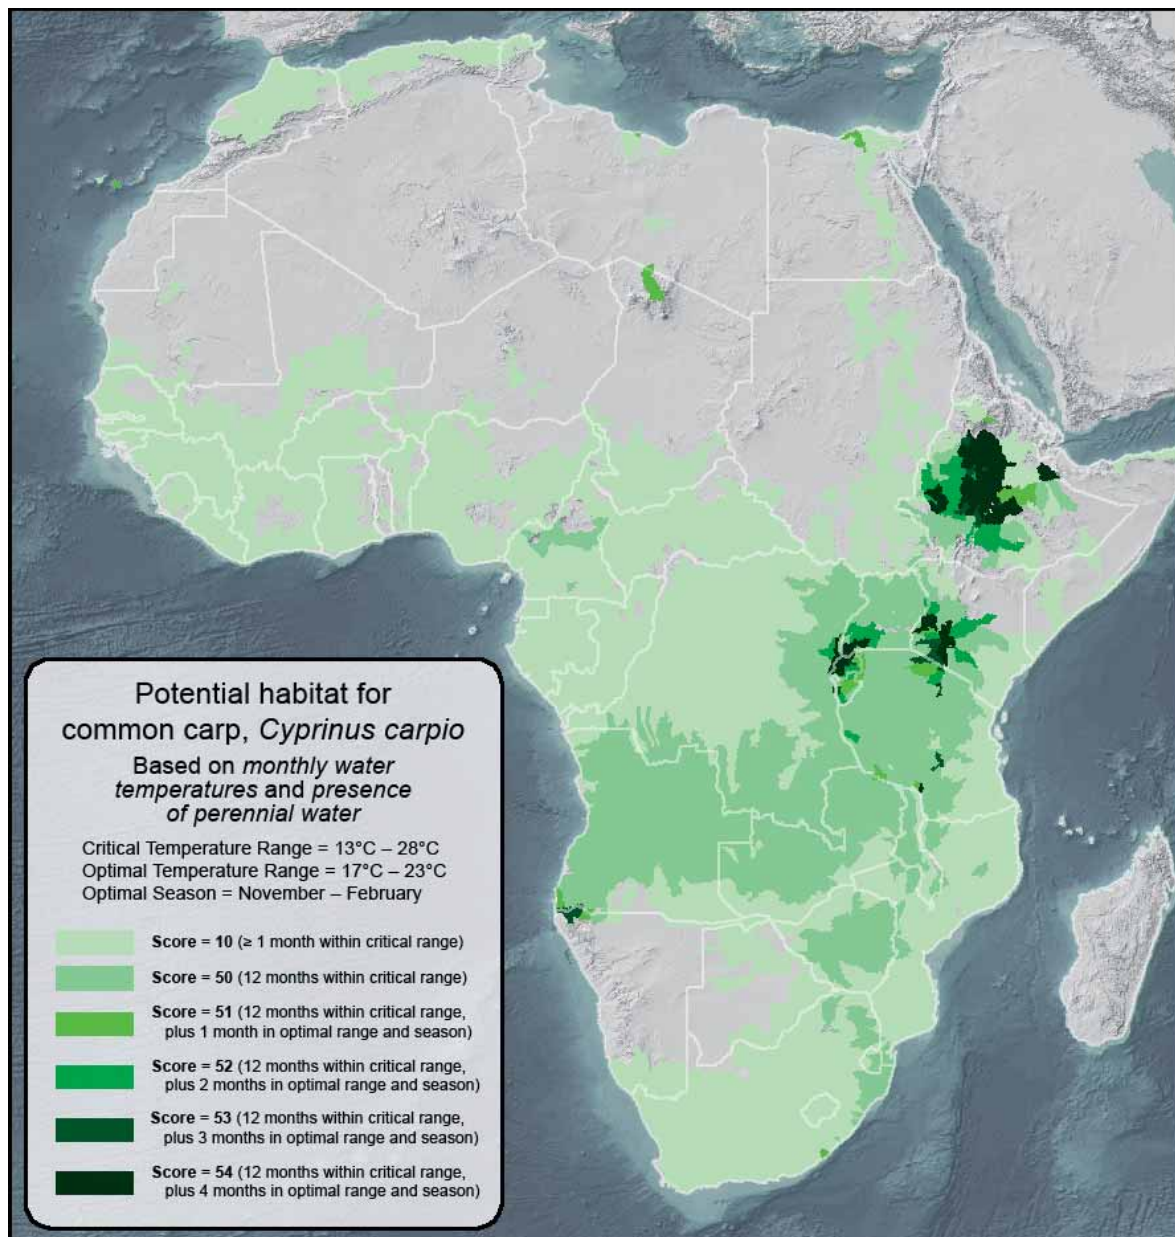 Potential habitat for
common carp, Cyprinus carpio
Based on monthly water
temperatures and presence
of perennial water
Critical Temperature Range = 13°C – 28°C
Optimal Temperature Range = 17°C – 23°C
Optimal Season = November – February
Score = 10 (≥ 1 month within critical range)
Score = 50 (12 months within critical range)
Score = 51 (12 months within critical range,
plus 1 month in optimal range and season)
Score = 52 (12 months within critical range,
plus 2 months in optimal range and season)
Score = 53 (12 months within critical range,
plus 3 months in optimal range and season)
Score = 54 (12 months within critical range,
plus 4 months in optimal range and season)